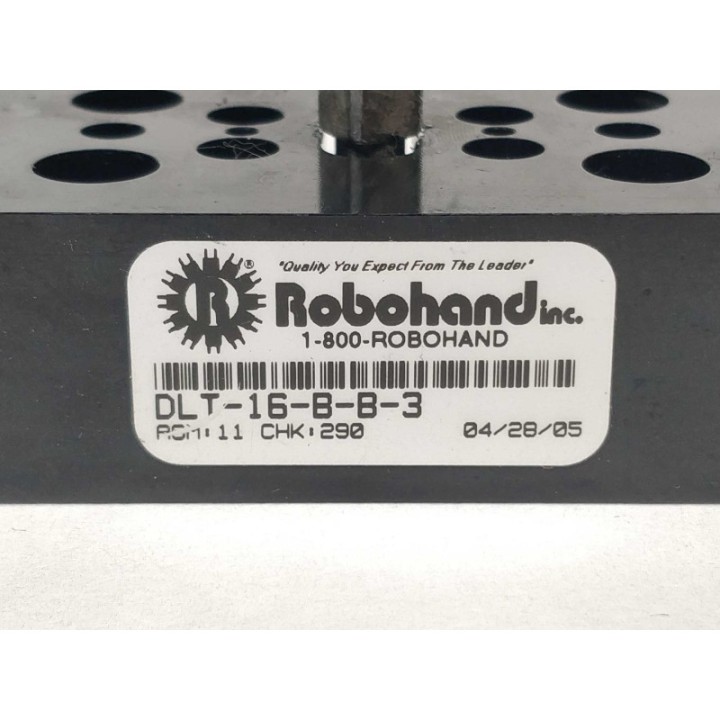 "Quality You Expect From The Leader"
R ® Robohand inc.
1-800-ROBOHAND
DLT-16-B-B-3
11 CHK:290 04/28/05